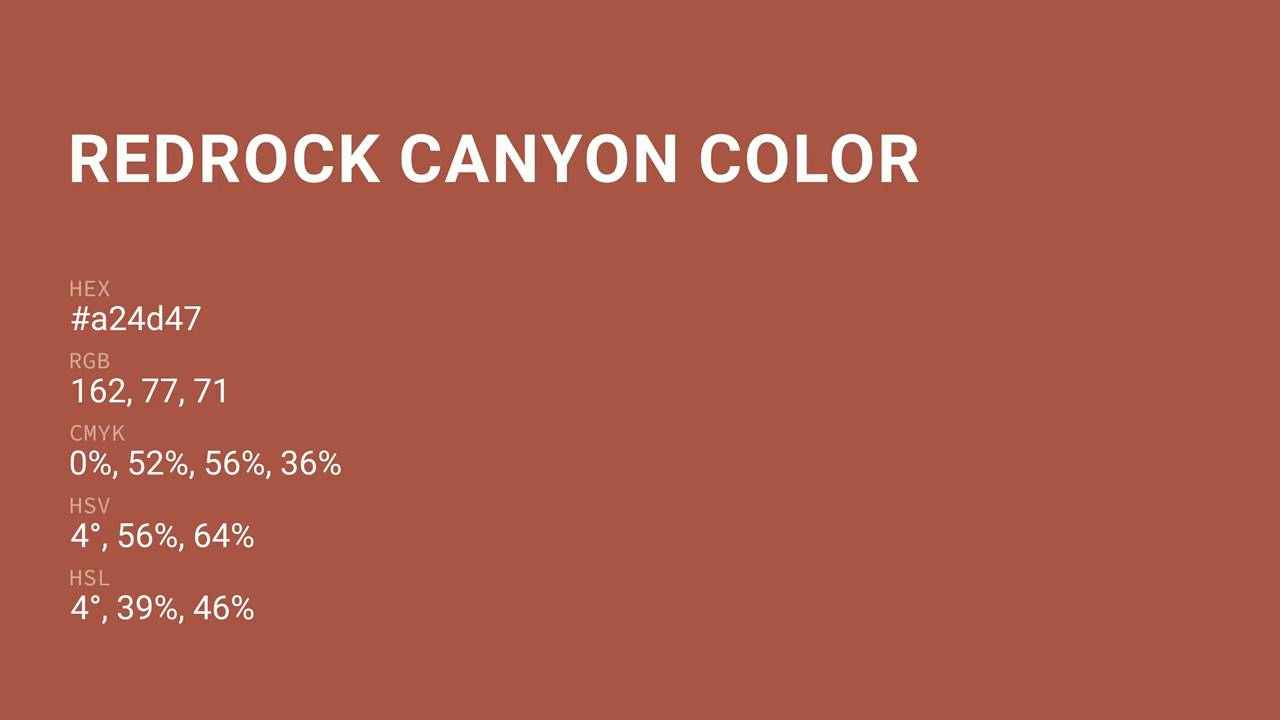 REDROCK CANYON COLOR
HEX
#a24d47
RGB
162, 77, 71
CMYK
0%, 52%, 56%, 36%
HSV
4°, 56%, 64%
HSL
4°, 39%, 46%